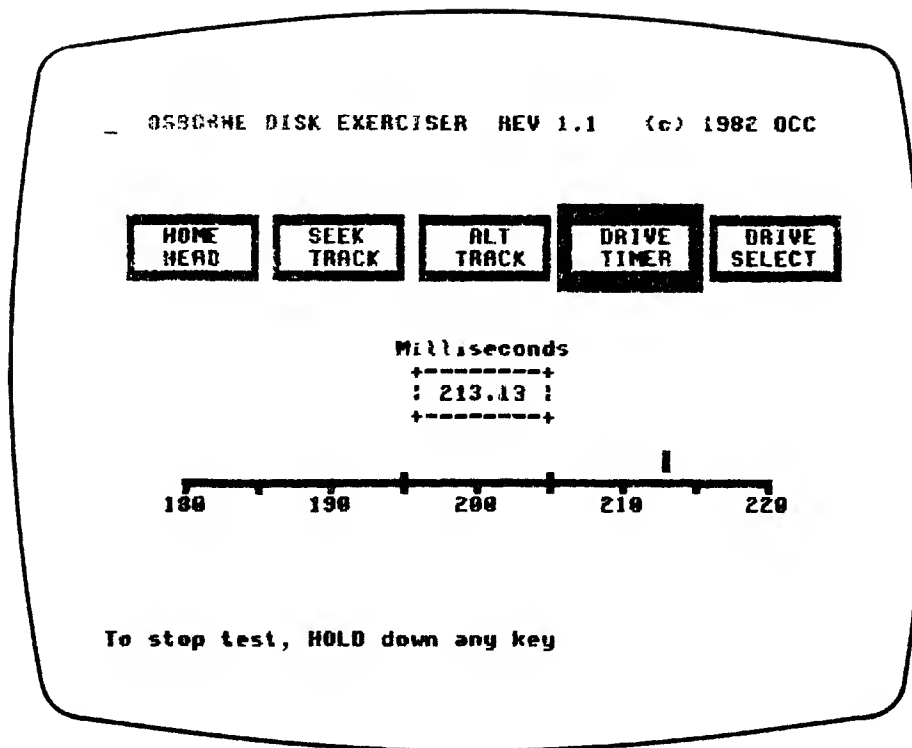 _ OSBORNE DISK EXERCISER REV 1.1 (c) 1982 OCC
HOME HEAD
SEEK TRACK
ALT TRACK
DRIVE TIMER
DRIVE SELECT
Milliseconds
213.13
180 190 200 210 220
To stop test, HOLD down any key